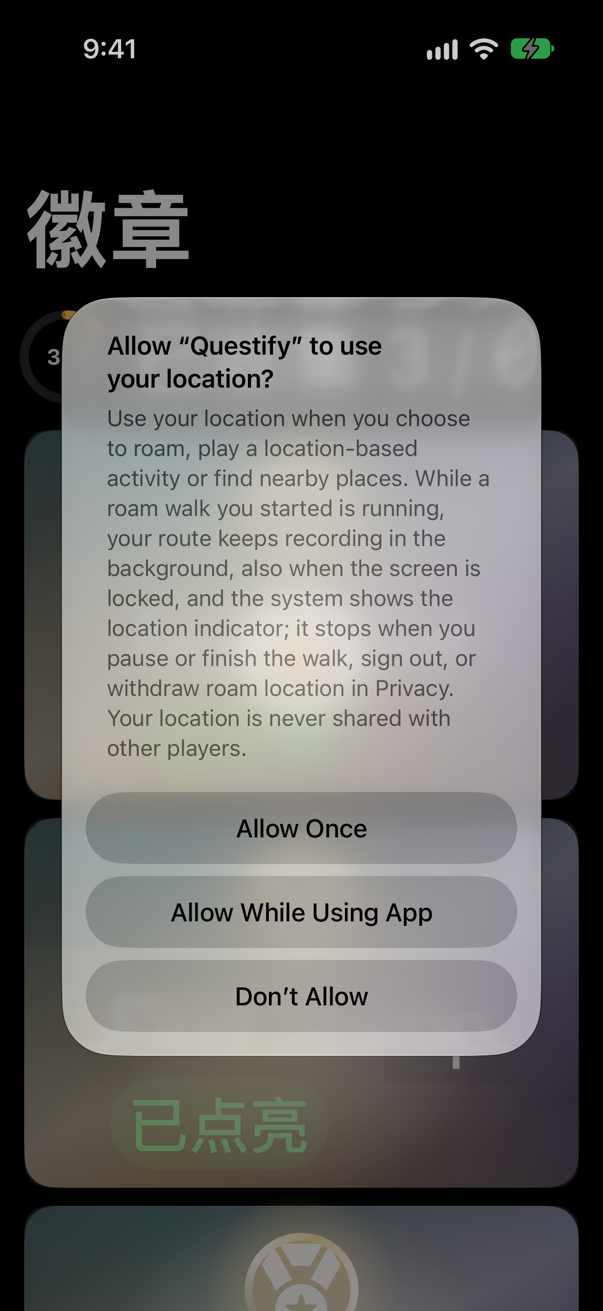 9:41
徽章
3
3/0
Allow “Questify” to use
your location?
Use your location when you choose
to roam, play a location-based
activity or find nearby places. While a
roam walk you started is running,
your route keeps recording in the
background, also when the screen is
locked, and the system shows the
location indicator; it stops when you
pause or finish the walk, sign out, or
withdraw roam location in Privacy.
Your location is never shared with
other players.
Allow Once
Allow While Using App
Don’t Allow
已点亮